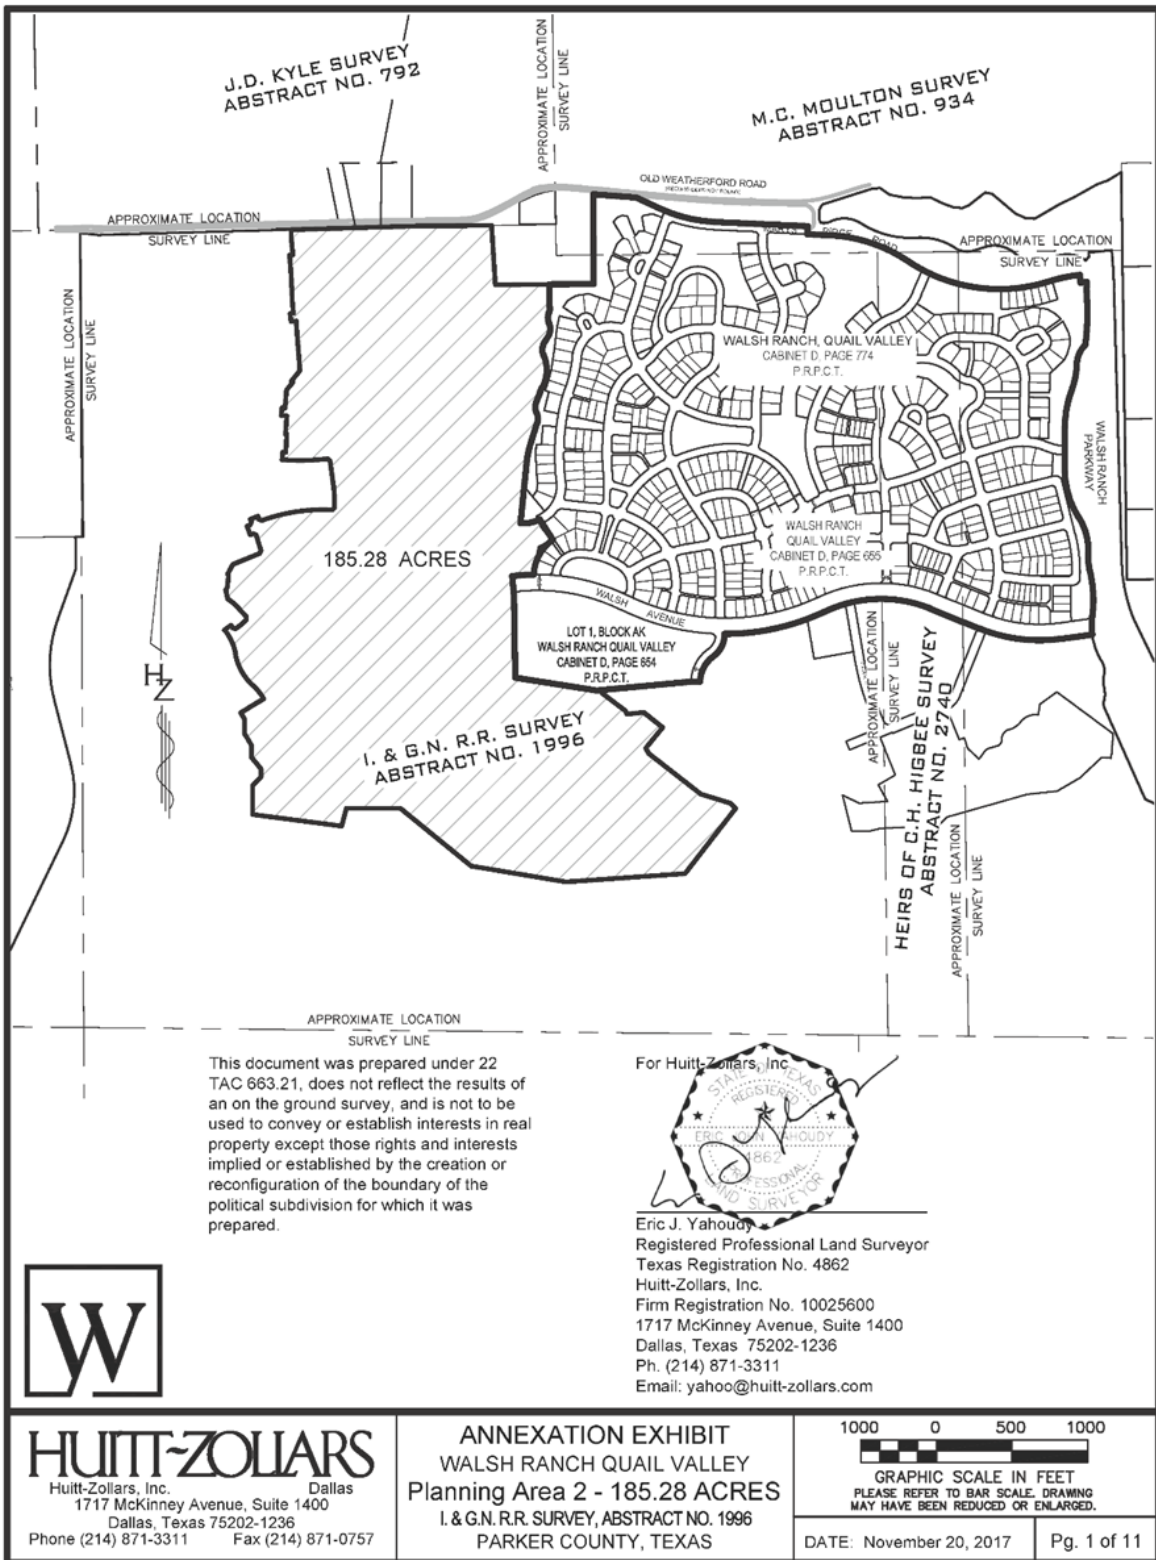 J.D. KYLE SURVEY
ABSTRACT NO. 792
APPROXIMATE LOCATION
SURVEY LINE
M.C. MOULTON SURVEY
ABSTRACT NO. 934
OLD WEATHERFORD ROAD
APPROXIMATE LOCATION
SURVEY LINE
RIDGE ROAD
APPROXIMATE LOCATION
SURVEY LINE
APPROXIMATE LOCATION
SURVEY LINE
WALSH RANCH, QUAIL VALLEY
CABINET D, PAGE 774
P.R.P.C.T.
WALSH RANCH
PARKWAY
WALSH RANCH
QUAIL VALLEY
CABINET D, PAGE 655
P.R.P.C.T.
185.28 ACRES
WALSH AVENUE
LOT 1, BLOCK AK
WALSH RANCH QUAIL VALLEY
CABINET D, PAGE 654
P.R.P.C.T.
HZ
I. & G.N. R.R. SURVEY
ABSTRACT NO. 1996
APPROXIMATE LOCATION
SURVEY LINE
HEIRS OF C.H. HIGBEE SURVEY
ABSTRACT NO. 2740
APPROXIMATE LOCATION
SURVEY LINE
APPROXIMATE LOCATION
SURVEY LINE
This document was prepared under 22
TAC 663.21, does not reflect the results of
an on the ground survey, and is not to be
used to convey or establish interests in real
property except those rights and interests
implied or established by the creation or
reconfiguration of the boundary of the
political subdivision for which it was
prepared.
For Huitt-Zollars, Inc.
STATE OF TEXAS
REGISTERED
ERIC JOHN YAHOUDY
4862
PROFESSIONAL
LAND SURVEYOR
Eric J. Yahoudy
Registered Professional Land Surveyor
Texas Registration No. 4862
Huitt-Zollars, Inc.
Firm Registration No. 10025600
1717 McKinney Avenue, Suite 1400
Dallas, Texas 75202-1236
Ph. (214) 871-3311
Email: yahoo@huitt-zollars.com
W
HUITT-ZOLLARS
Huitt-Zollars, Inc. Dallas
1717 McKinney Avenue, Suite 1400
Dallas, Texas 75202-1236
Phone (214) 871-3311 Fax (214) 871-0757
ANNEXATION EXHIBIT
WALSH RANCH QUAIL VALLEY
Planning Area 2 - 185.28 ACRES
I. & G.N. R.R. SURVEY, ABSTRACT NO. 1996
PARKER COUNTY, TEXAS
1000 0 500 1000
GRAPHIC SCALE IN FEET
PLEASE REFER TO BAR SCALE. DRAWING
MAY HAVE BEEN REDUCED OR ENLARGED.
DATE: November 20, 2017
Pg. 1 of 11